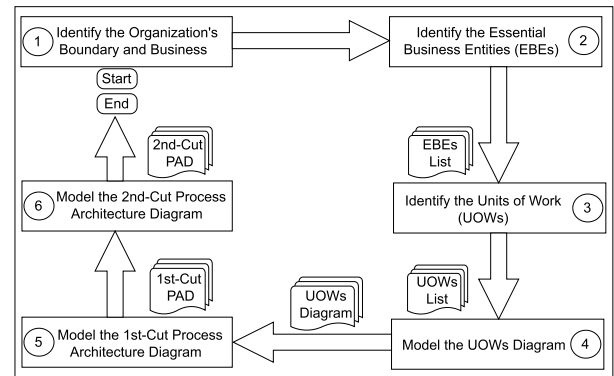 1
Identify the Organization's
Boundary and Business
Identify the Essential
Business Entities (EBEs)
2
Start
End
EBEs
List
Identify the Units of Work
(UOWs)
3
UOWs
List
Model the UOWs Diagram
4
UOWs
Diagram
5
Model the 1st-Cut Process
Architecture Diagram
1st-Cut
PAD
6
Model the 2nd-Cut Process
Architecture Diagram
2nd-Cut
PAD